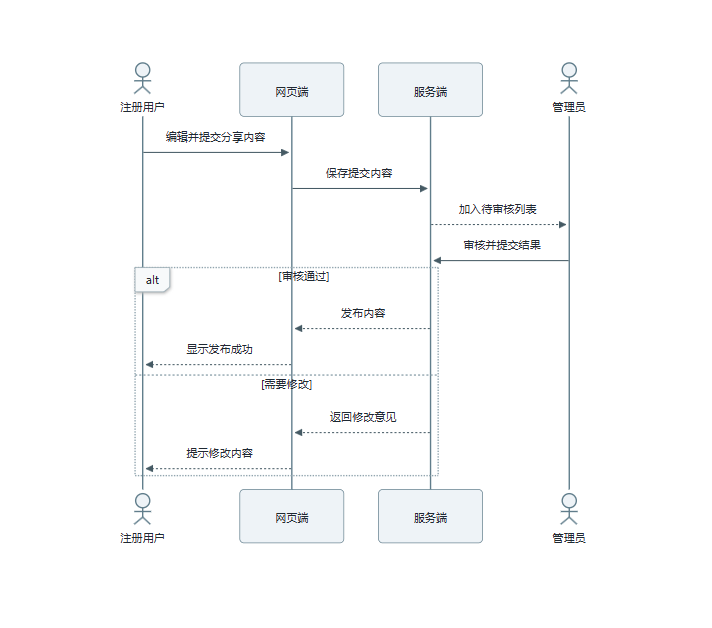 注册用户
网页端
服务端
管理员
编辑并提交分享内容
保存提交内容
加入待审核列表
审核并提交结果
alt
[审核通过]
发布内容
显示发布成功
[需要修改]
返回修改意见
提示修改内容
注册用户
网页端
服务端
管理员